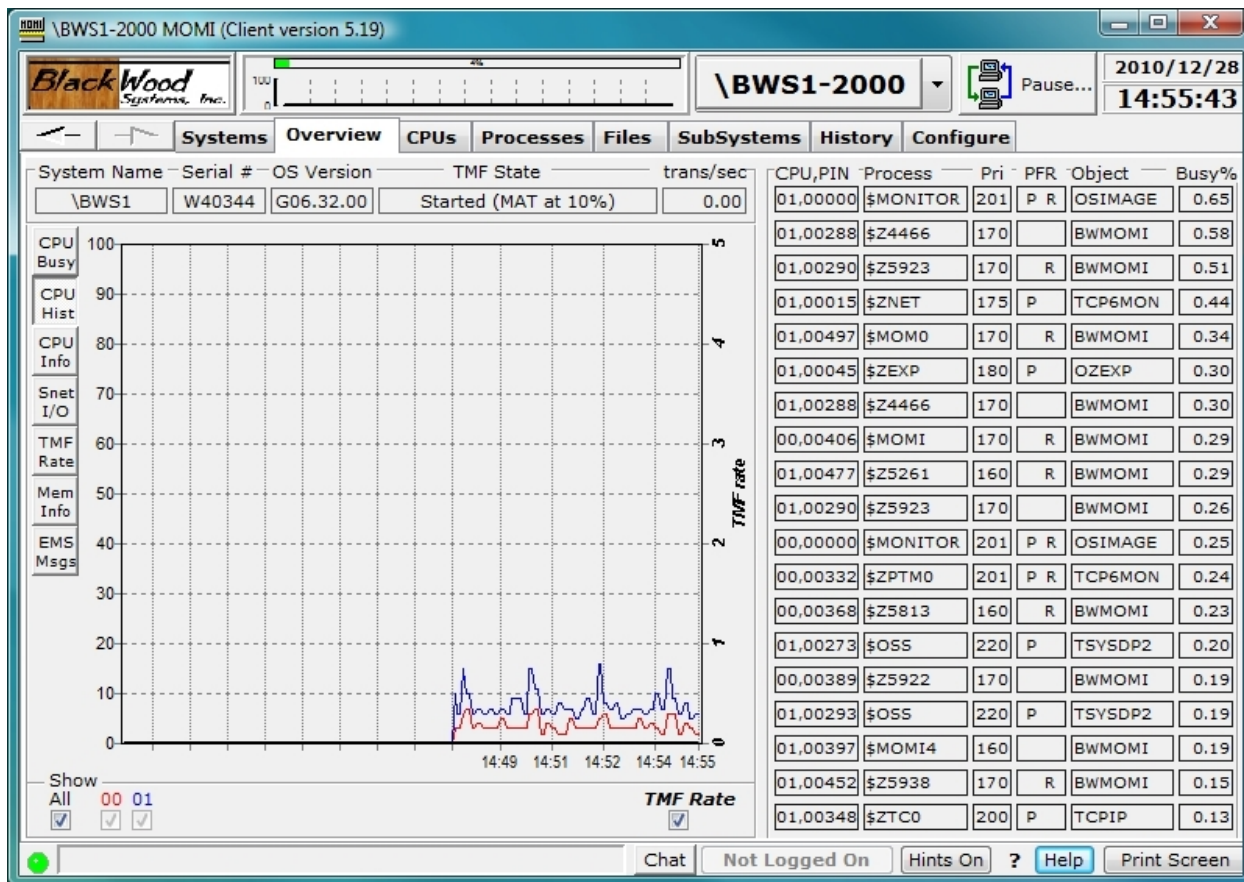 MOMI \BWS1-2000 MOMI (Client version 5.19)
BlackWood Systems, Inc.
4%
100
0
\BWS1-2000
Pause...
2010/12/28
14:55:43
Systems Overview CPUs Processes Files SubSystems History Configure
System Name Serial # OS Version TMF State trans/sec
\BWS1 W40344 G06.32.00 Started (MAT at 10%) 0.00
CPU Busy
CPU Hist
CPU Info
Snet I/O
TMF Rate
Mem Info
EMS Msgs
100
90
80
70
60
50
40
30
20
10
0
5
4
3
2
1
0
TMF rate
14:49 14:51 14:52 14:54 14:55
Show
All 00 01
TMF Rate
CPU,PIN Process Pri PFR Object Busy%
01,00000 $MONITOR 201 P R OSIMAGE 0.65
01,00288 $Z4466 170 BWMOMI 0.58
01,00290 $Z5923 170 R BWMOMI 0.51
01,00015 $ZNET 175 P TCP6MON 0.44
01,00497 $MOM0 170 R BWMOMI 0.34
01,00045 $ZEXP 180 P OZEXP 0.30
01,00288 $Z4466 170 BWMOMI 0.30
00,00406 $MOMI 170 R BWMOMI 0.29
01,00477 $Z5261 160 R BWMOMI 0.29
01,00290 $Z5923 170 BWMOMI 0.26
00,00000 $MONITOR 201 P R OSIMAGE 0.25
00,00332 $ZPTM0 201 P R TCP6MON 0.24
00,00368 $Z5813 160 R BWMOMI 0.23
01,00273 $OSS 220 P TSYSDP2 0.20
00,00389 $Z5922 170 BWMOMI 0.19
01,00293 $OSS 220 P TSYSDP2 0.19
01,00397 $MOMI4 160 BWMOMI 0.19
01,00452 $Z5938 170 R BWMOMI 0.15
01,00348 $ZTC0 200 P TCPIP 0.13
Chat Not Logged On Hints On ? Help Print Screen